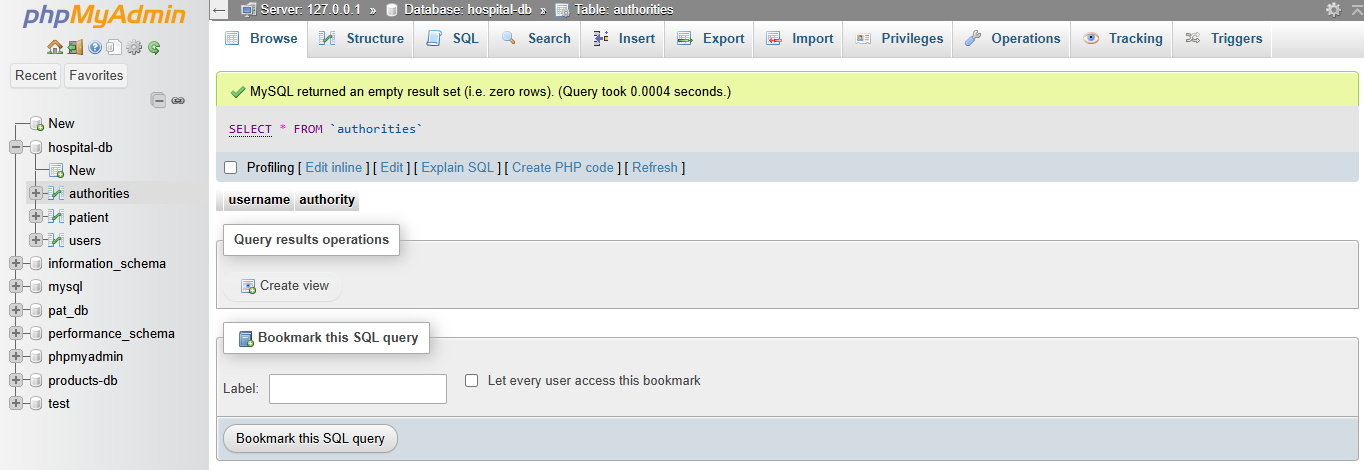 phpMyAdmin
Recent Favorites
New
hospital-db
New
authorities
patient
users
information_schema
mysql
pat_db
performance_schema
phpmyadmin
products-db
test
Server: 127.0.0.1 » Database: hospital-db » Table: authorities
Browse Structure SQL Search Insert Export Import Privileges Operations Tracking Triggers
MySQL returned an empty result set (i.e. zero rows). (Query took 0.0004 seconds.)
SELECT * FROM `authorities`
Profiling [ Edit inline ] [ Edit ] [ Explain SQL ] [ Create PHP code ] [ Refresh ]
username authority
Query results operations
Create view
Bookmark this SQL query
Label: Let every user access this bookmark
Bookmark this SQL query